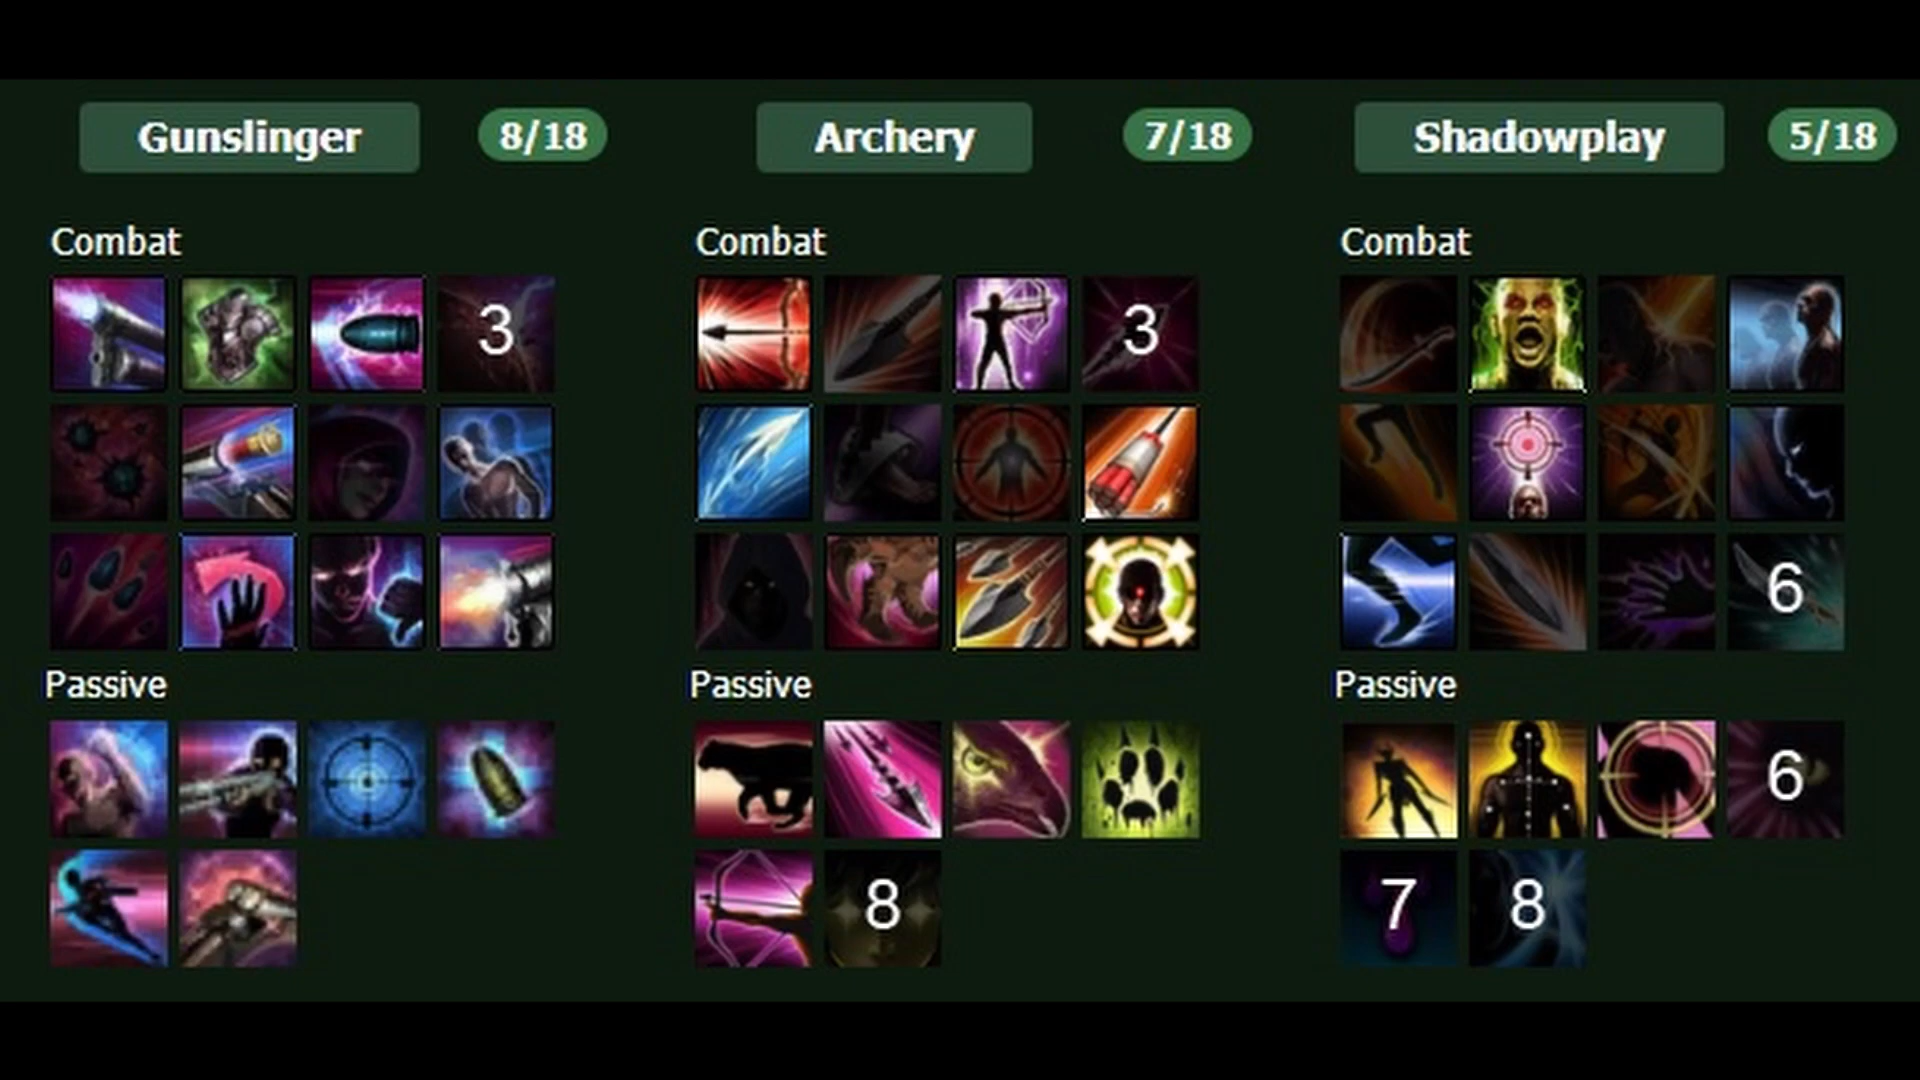 Gunslinger 8/18 Archery 7/18 Shadowplay 5/18
Combat Combat Combat
3 3
6
Passive Passive Passive
6
8 7 8